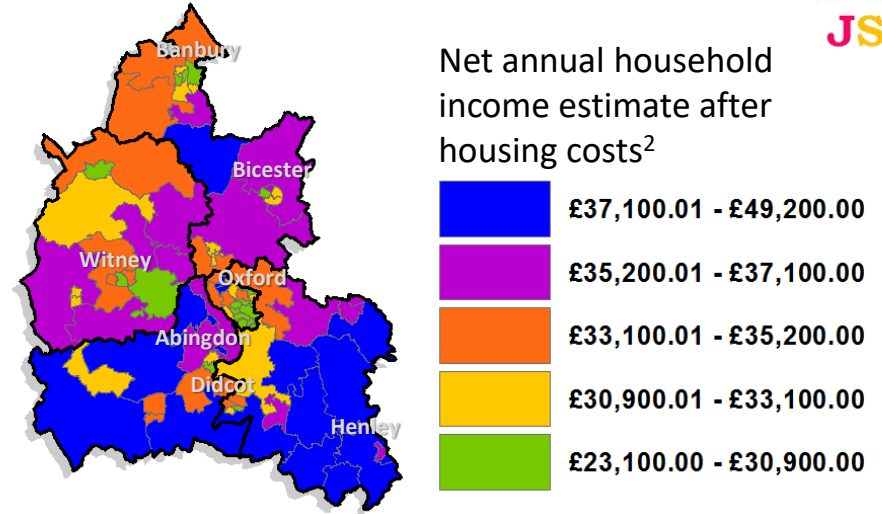 JS
Net annual household
income estimate after
housing costs²
£37,100.01 - £49,200.00
£35,200.01 - £37,100.00
£33,100.01 - £35,200.00
£30,900.01 - £33,100.00
£23,100.00 - £30,900.00
Banbury
Bicester
Witney
Oxford
Abingdon
Didcot
Henley